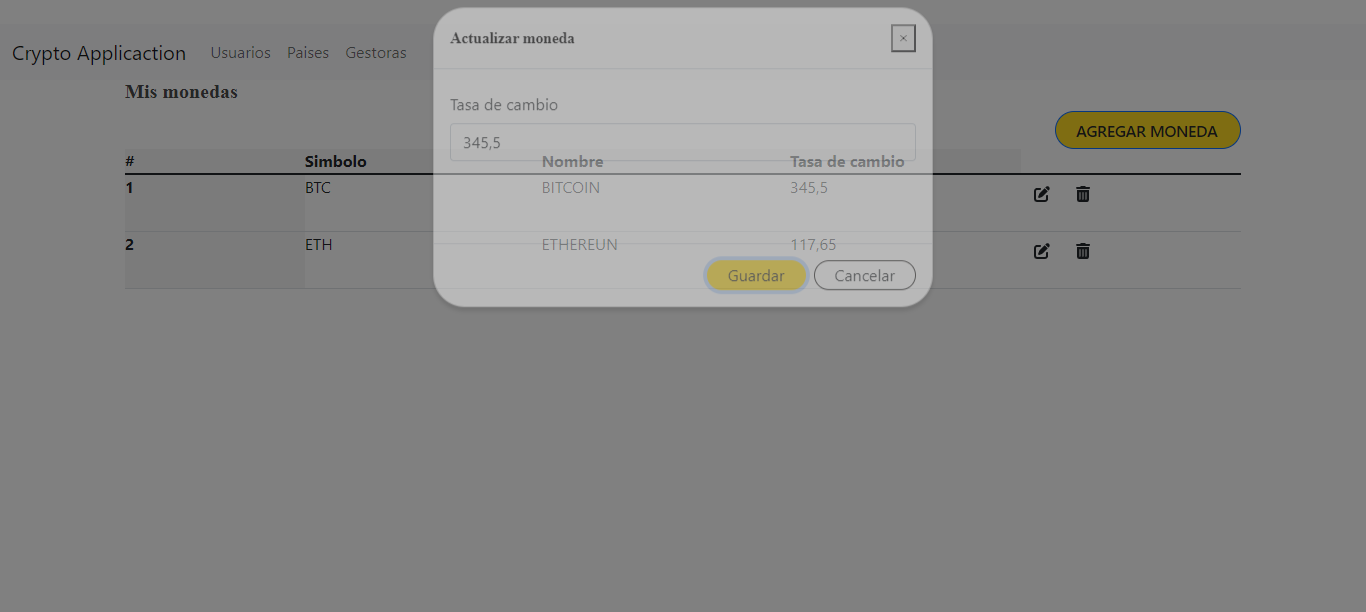 Actualizar moneda ×
Crypto Applicaction Usuarios Paises Gestoras
Mis monedas
Tasa de cambio
AGREGAR MONEDA
345,5
# Simbolo Nombre Tasa de cambio
1 BTC BITCOIN 345,5
2 ETH ETHEREUN 117,65
Guardar Cancelar